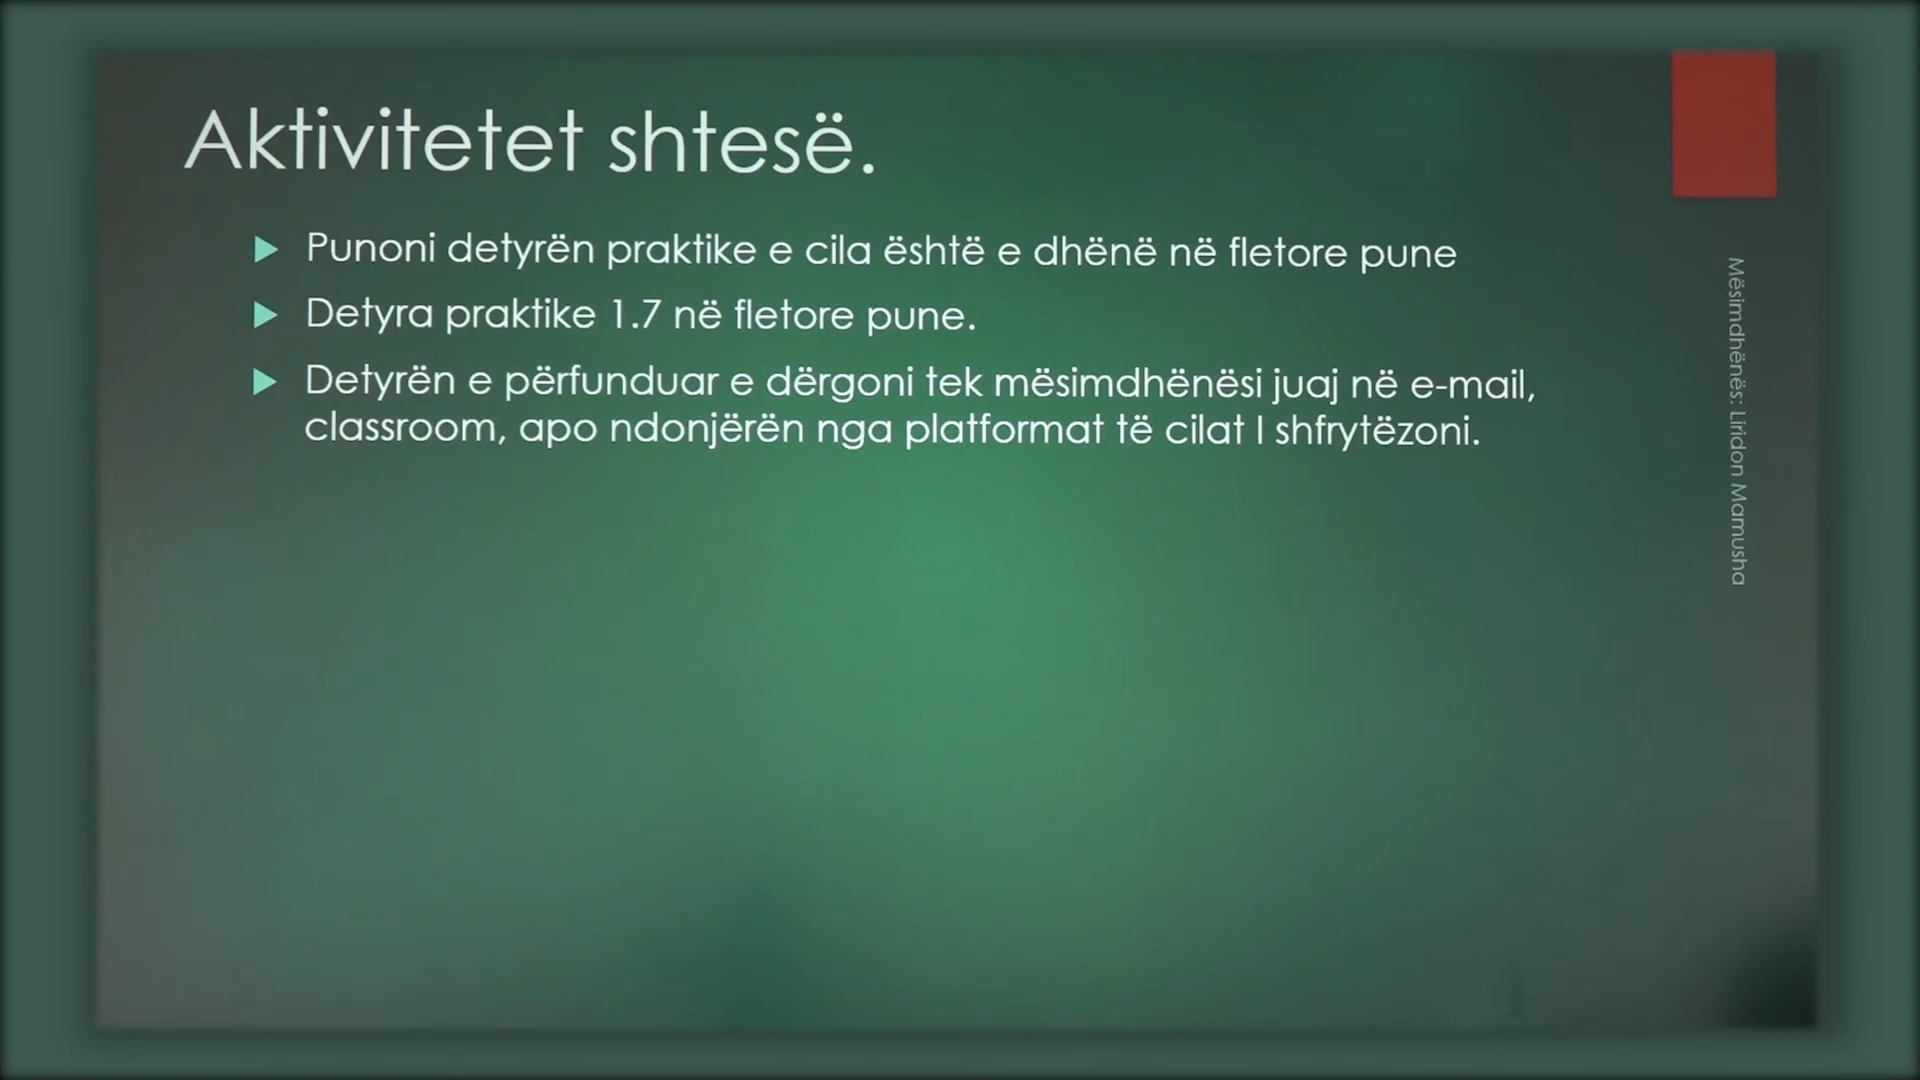 Aktivitetet shtesë.
Punoni detyrën praktike e cila është e dhënë në fletore pune
Detyra praktike 1.7 në fletore pune.
Detyrën e përfunduar e dërgoni tek mësimdhënësi juaj në e-mail,
classroom, apo ndonjërën nga platformat të cilat I shfrytëzoni.
Mësimdhënës: Liridon Mamusha